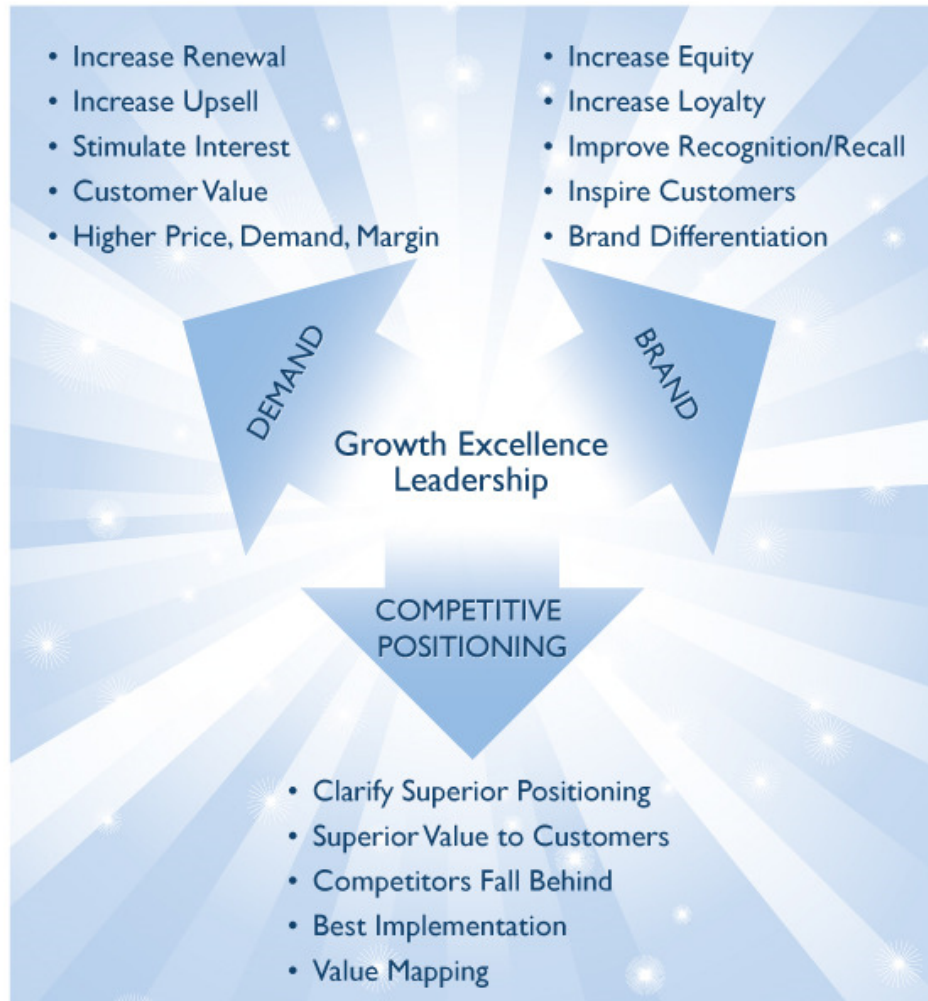 • Increase Renewal
• Increase Upsell
• Stimulate Interest
• Customer Value
• Higher Price, Demand, Margin
• Increase Equity
• Increase Loyalty
• Improve Recognition/Recall
• Inspire Customers
• Brand Differentiation
DEMAND
BRAND
Growth Excellence
Leadership
COMPETITIVE
POSITIONING
• Clarify Superior Positioning
• Superior Value to Customers
• Competitors Fall Behind
• Best Implementation
• Value Mapping